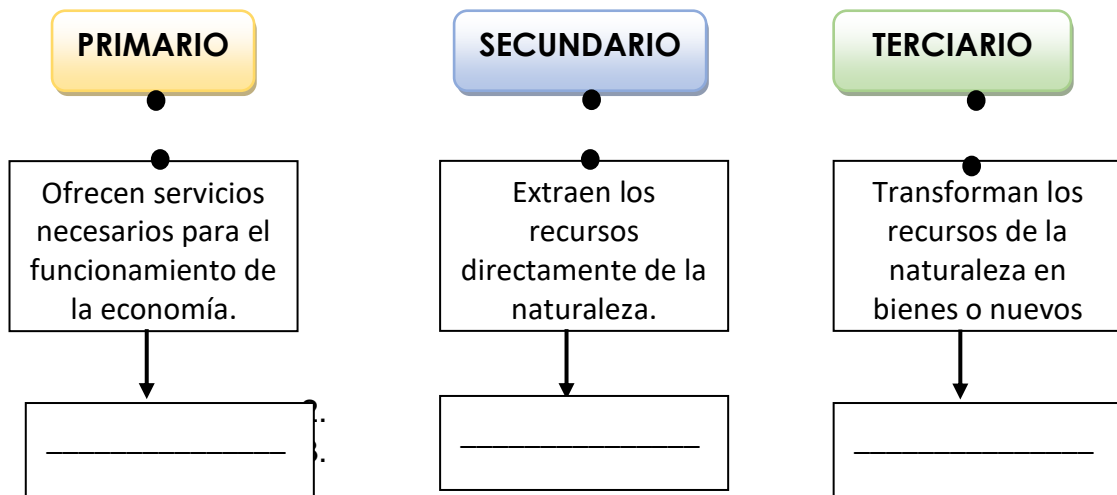 PRIMARIO
SECUNDARIO
TERCIARIO
Ofrecen servicios
necesarios para el
funcionamiento de
la economía.
Extraen los
recursos
directamente de la
naturaleza.
Transforman los
recursos de la
naturaleza en
bienes o nuevos